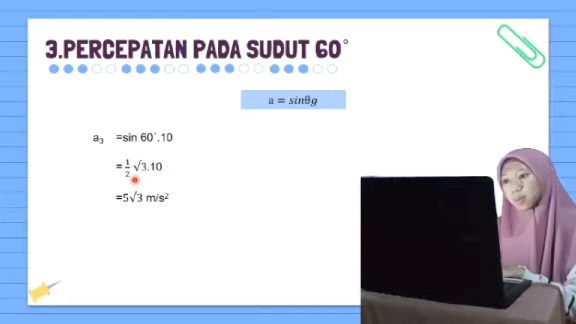 3.PERCEPATAN PADA SUDUT 60°
a = sinθg
a₃ =sin 60°.10
=½ √3.10
=5√3 m/s²